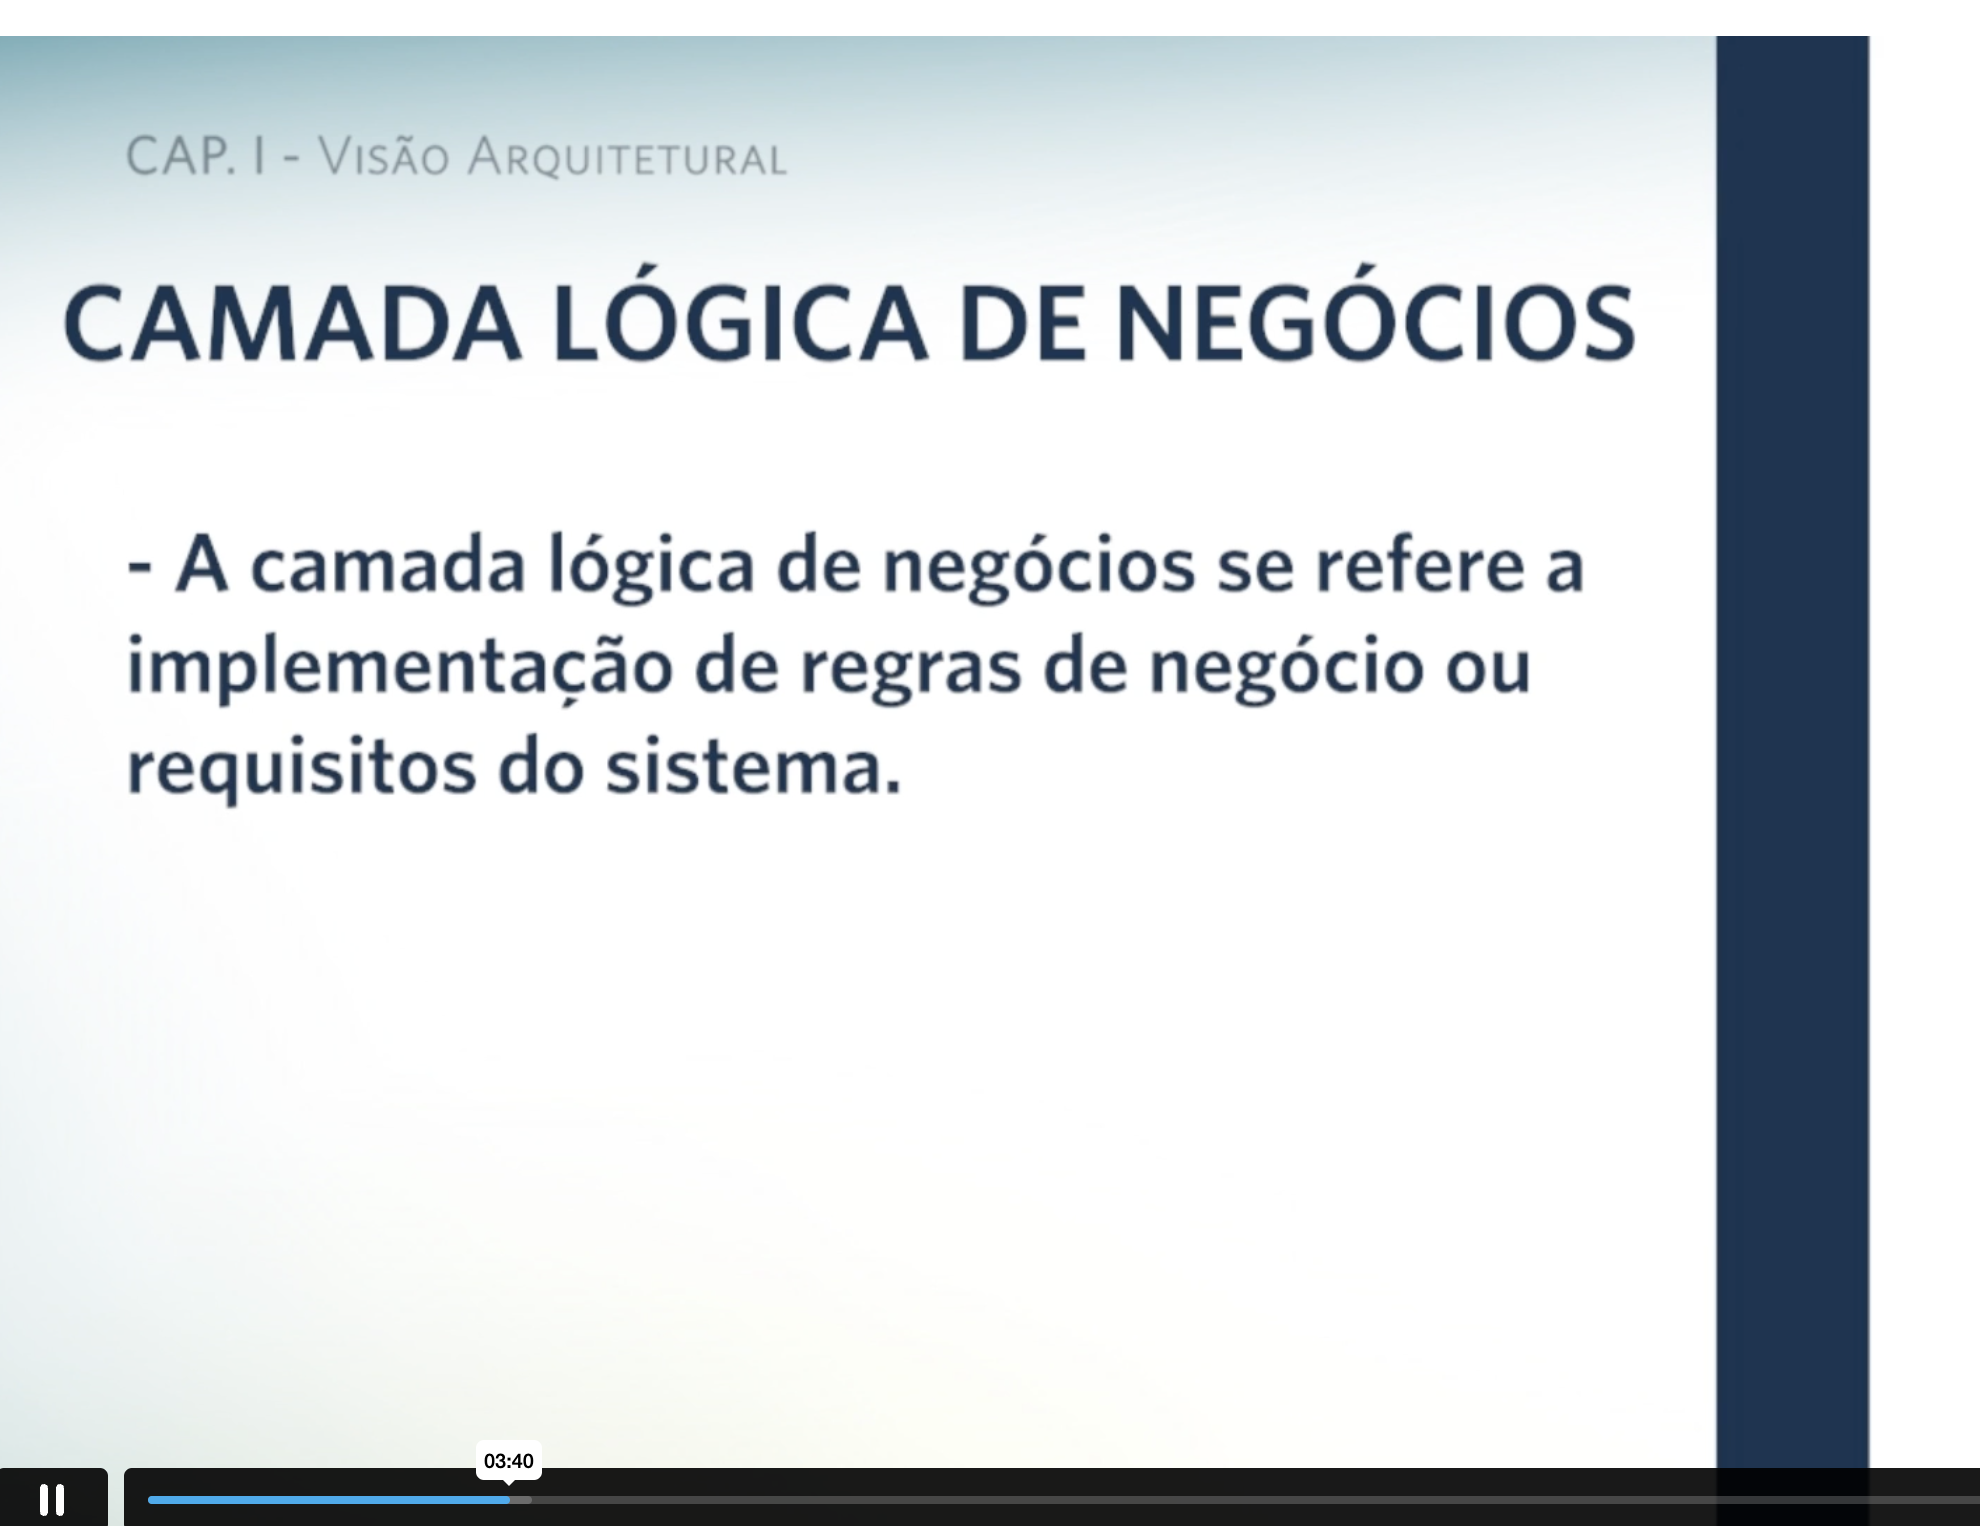 CAP. I - Visão Arquitetural
CAMADA LÓGICA DE NEGÓCIOS
- A camada lógica de negócios se refere a
implementação de regras de negócio ou
requisitos do sistema.
03:40